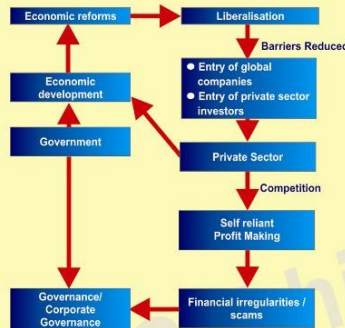 Economic reforms
Liberalisation
Barriers Reduced
● Entry of global
companies
● Entry of private sector
investors
Economic
development
Government
Private Sector
Competition
Self reliant
Profit Making
Governance/
Corporate
Governance
Financial irregularities /
scams